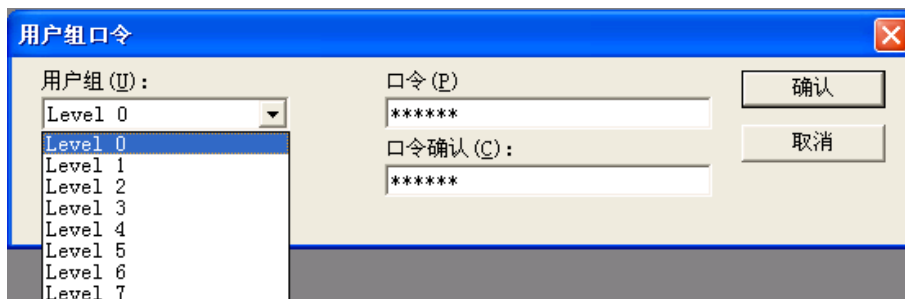 用户组口令
用户组(U):
Level 0
Level 0
Level 1
Level 2
Level 3
Level 4
Level 5
Level 6
Level 7
口令(P)
******
口令确认(C):
******
确认
取消